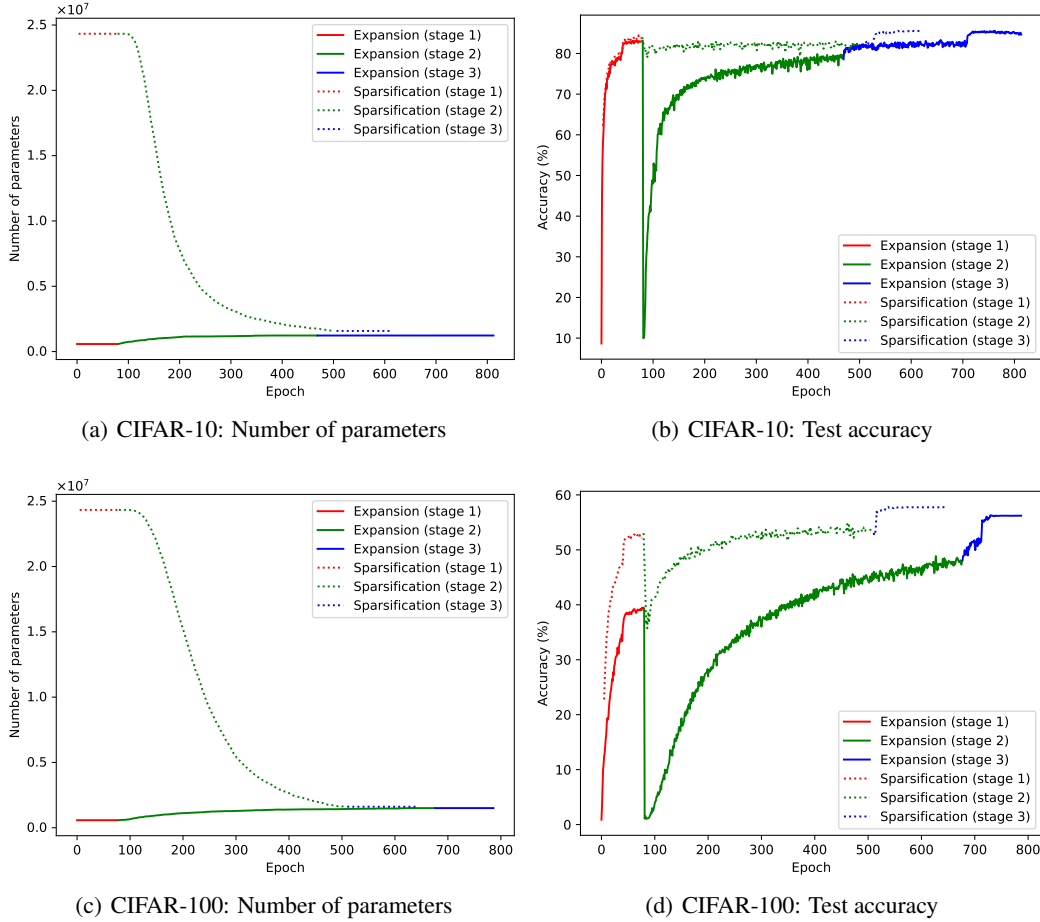 ×10⁷
2.5
2.0
1.5
1.0
0.5
0.0
Number of parameters
Expansion (stage 1)
Expansion (stage 2)
Expansion (stage 3)
Sparsification (stage 1)
Sparsification (stage 2)
Sparsification (stage 3)
0 100 200 300 400 500 600 700 800
Epoch
(a) CIFAR-10: Number of parameters
80
70
60
50
40
30
20
10
Accuracy (%)
Expansion (stage 1)
Expansion (stage 2)
Expansion (stage 3)
Sparsification (stage 1)
Sparsification (stage 2)
Sparsification (stage 3)
0 100 200 300 400 500 600 700 800
Epoch
(b) CIFAR-10: Test accuracy
×10⁷
2.5
2.0
1.5
1.0
0.5
0.0
Number of parameters
Expansion (stage 1)
Expansion (stage 2)
Expansion (stage 3)
Sparsification (stage 1)
Sparsification (stage 2)
Sparsification (stage 3)
0 100 200 300 400 500 600 700 800
Epoch
(c) CIFAR-100: Number of parameters
60
50
40
30
20
10
0
Accuracy (%)
Expansion (stage 1)
Expansion (stage 2)
Expansion (stage 3)
Sparsification (stage 1)
Sparsification (stage 2)
Sparsification (stage 3)
0 100 200 300 400 500 600 700 800
Epoch
(d) CIFAR-100: Test accuracy